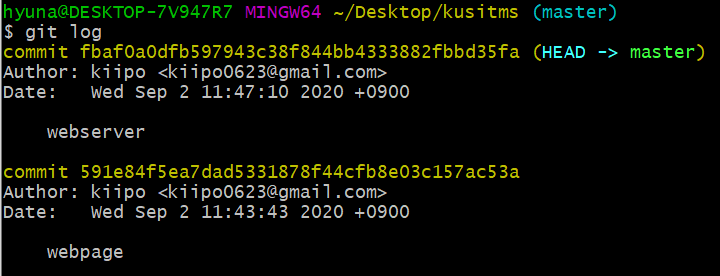 hyuna@DESKTOP-7V947R7 MINGW64 ~/Desktop/kusitms (master)
$ git log
commit fbaf0a0dfb597943c38f844bb4333882fbbd35fa (HEAD -> master)
Author: kiipo <kiipo0623@gmail.com>
Date:   Wed Sep 2 11:47:10 2020 +0900

    webserver

commit 591e84f5ea7dad5331878f44cfb8e03c157ac53a
Author: kiipo <kiipo0623@gmail.com>
Date:   Wed Sep 2 11:43:43 2020 +0900

    webpage